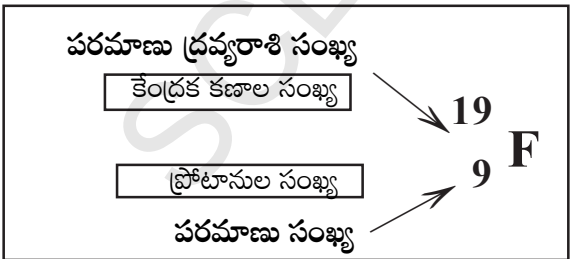 పరమాణు ద్రవ్యరాశి సంఖ్య
కేంద్రక కణాల సంఖ్య
19
F
9
ప్రోటానుల సంఖ్య
పరమాణు సంఖ్య